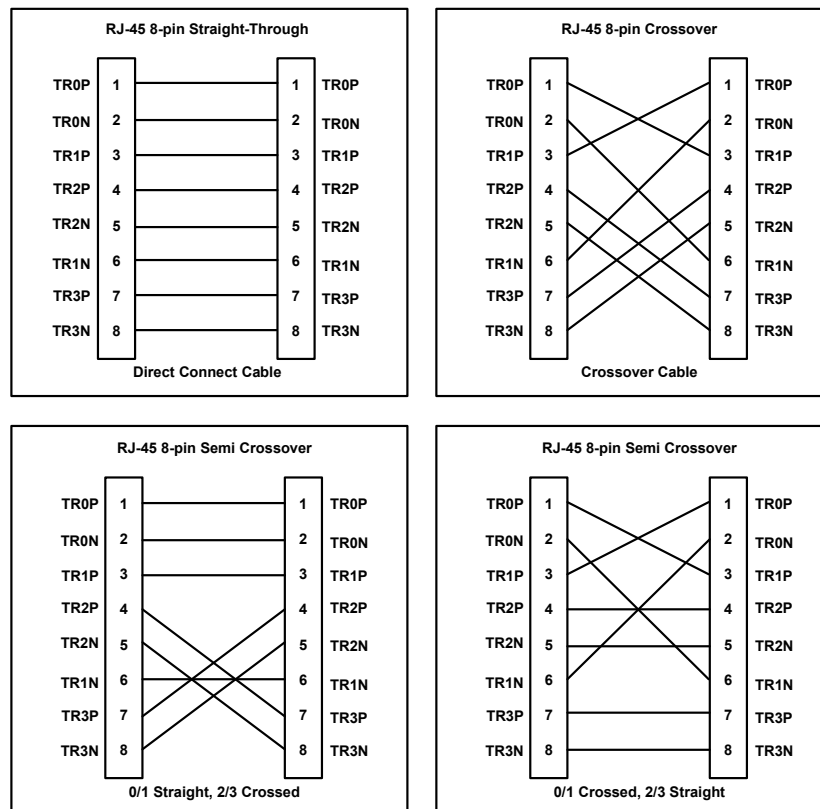 RJ-45 8-pin Straight-Through
TR0P 1 1 TR0P
TR0N 2 2 TR0N
TR1P 3 3 TR1P
TR2P 4 4 TR2P
TR2N 5 5 TR2N
TR1N 6 6 TR1N
TR3P 7 7 TR3P
TR3N 8 8 TR3N
Direct Connect Cable
RJ-45 8-pin Crossover
TR0P 1 1 TR0P
TR0N 2 2 TR0N
TR1P 3 3 TR1P
TR2P 4 4 TR2P
TR2N 5 5 TR2N
TR1N 6 6 TR1N
TR3P 7 7 TR3P
TR3N 8 8 TR3N
Crossover Cable
RJ-45 8-pin Semi Crossover
TR0P 1 1 TR0P
TR0N 2 2 TR0N
TR1P 3 3 TR1P
TR2P 4 4 TR2P
TR2N 5 5 TR2N
TR1N 6 6 TR1N
TR3P 7 7 TR3P
TR3N 8 8 TR3N
0/1 Straight, 2/3 Crossed
RJ-45 8-pin Semi Crossover
TR0P 1 1 TR0P
TR0N 2 2 TR0N
TR1P 3 3 TR1P
TR2P 4 4 TR2P
TR2N 5 5 TR2N
TR1N 6 6 TR1N
TR3P 7 7 TR3P
TR3N 8 8 TR3N
0/1 Crossed, 2/3 Straight